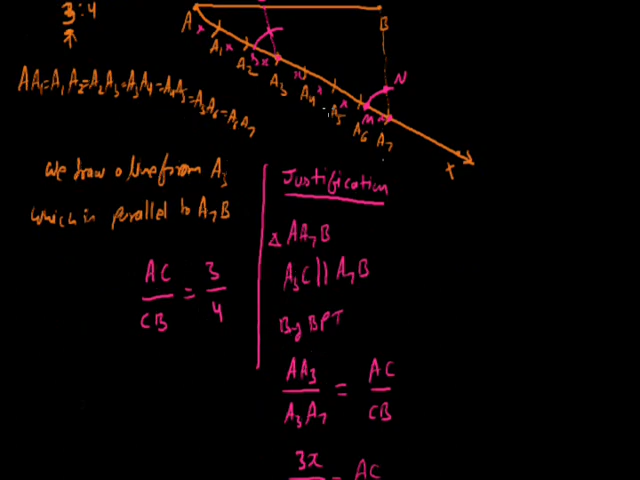 3:4
A
B
A₁
A₂
3x
A₃
A₄
A₅
A₆
A₇
M
N
x
AA₁=A₁A₂=A₂A₃=A₃A₄=A₄A₅=A₅A₆=A₆A₇
We draw a line from A₃
which is parallel to A₇B
AC/CB = 3/4
Justification
△ AA₇B
A₃C || A₇B
By BPT
AA₃/A₃A₇ = AC/CB
3x = AC